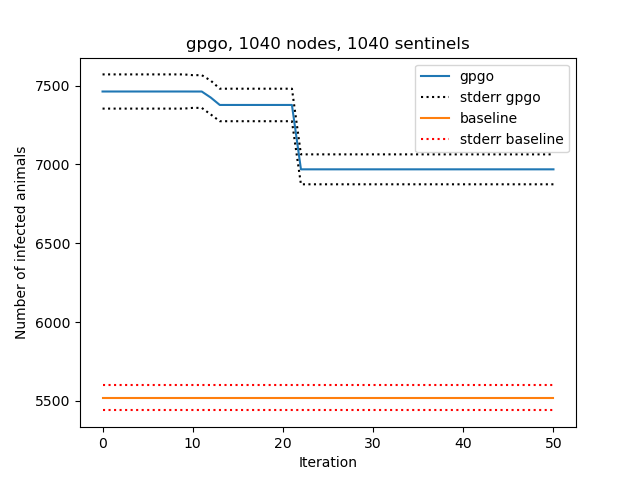 gpgo, 1040 nodes, 1040 sentinels
Number of infected animals
7500
7000
6500
6000
5500
gpgo
stderr gpgo
baseline
stderr baseline
0 10 20 30 40 50
Iteration